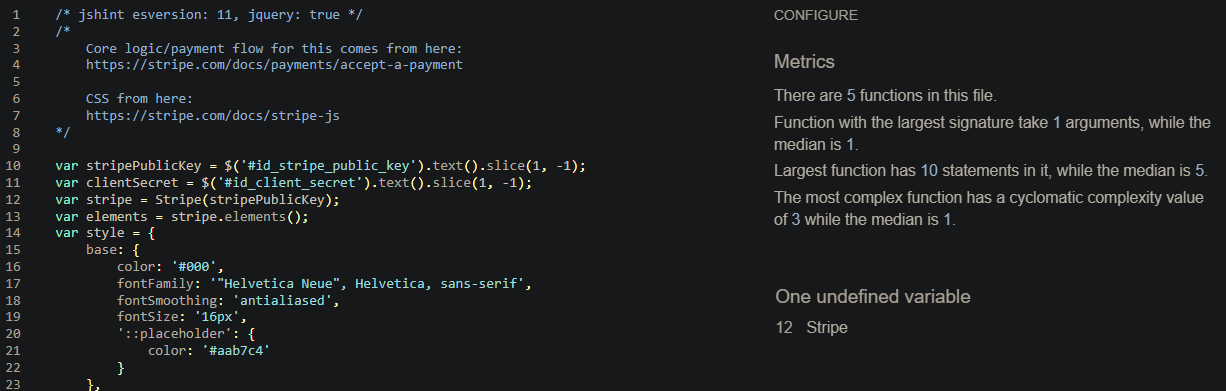 1 /* jshint esversion: 11, jquery: true */
2 /*
3 Core logic/payment flow for this comes from here:
4 https://stripe.com/docs/payments/accept-a-payment
5
6 CSS from here:
7 https://stripe.com/docs/stripe-js
8 */
9
10 var stripePublicKey = $('#id_stripe_public_key').text().slice(1, -1);
11 var clientSecret = $('#id_client_secret').text().slice(1, -1);
12 var stripe = Stripe(stripePublicKey);
13 var elements = stripe.elements();
14 var style = {
15 base: {
16 color: '#000',
17 fontFamily: '"Helvetica Neue", Helvetica, sans-serif',
18 fontSmoothing: 'antialiased',
19 fontSize: '16px',
20 '::placeholder': {
21 color: '#aab7c4'
22 }
23 },
CONFIGURE
Metrics
There are 5 functions in this file.
Function with the largest signature take 1 arguments, while the
median is 1.
Largest function has 10 statements in it, while the median is 5.
The most complex function has a cyclomatic complexity value
of 3 while the median is 1.
One undefined variable
12 Stripe